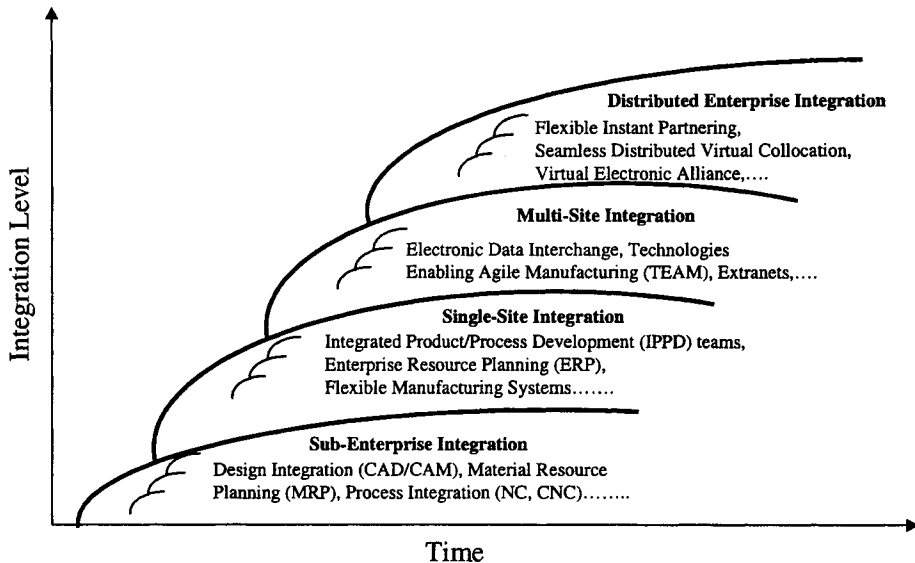 Integration Level
Distributed Enterprise Integration
Flexible Instant Partnering,
Seamless Distributed Virtual Collocation,
Virtual Electronic Alliance,....
Multi-Site Integration
Electronic Data Interchange, Technologies
Enabling Agile Manufacturing (TEAM), Extranets,....
Single-Site Integration
Integrated Product/Process Development (IPPD) teams,
Enterprise Resource Planning (ERP),
Flexible Manufacturing Systems.......
Sub-Enterprise Integration
Design Integration (CAD/CAM), Material Resource
Planning (MRP), Process Integration (NC, CNC)........
Time